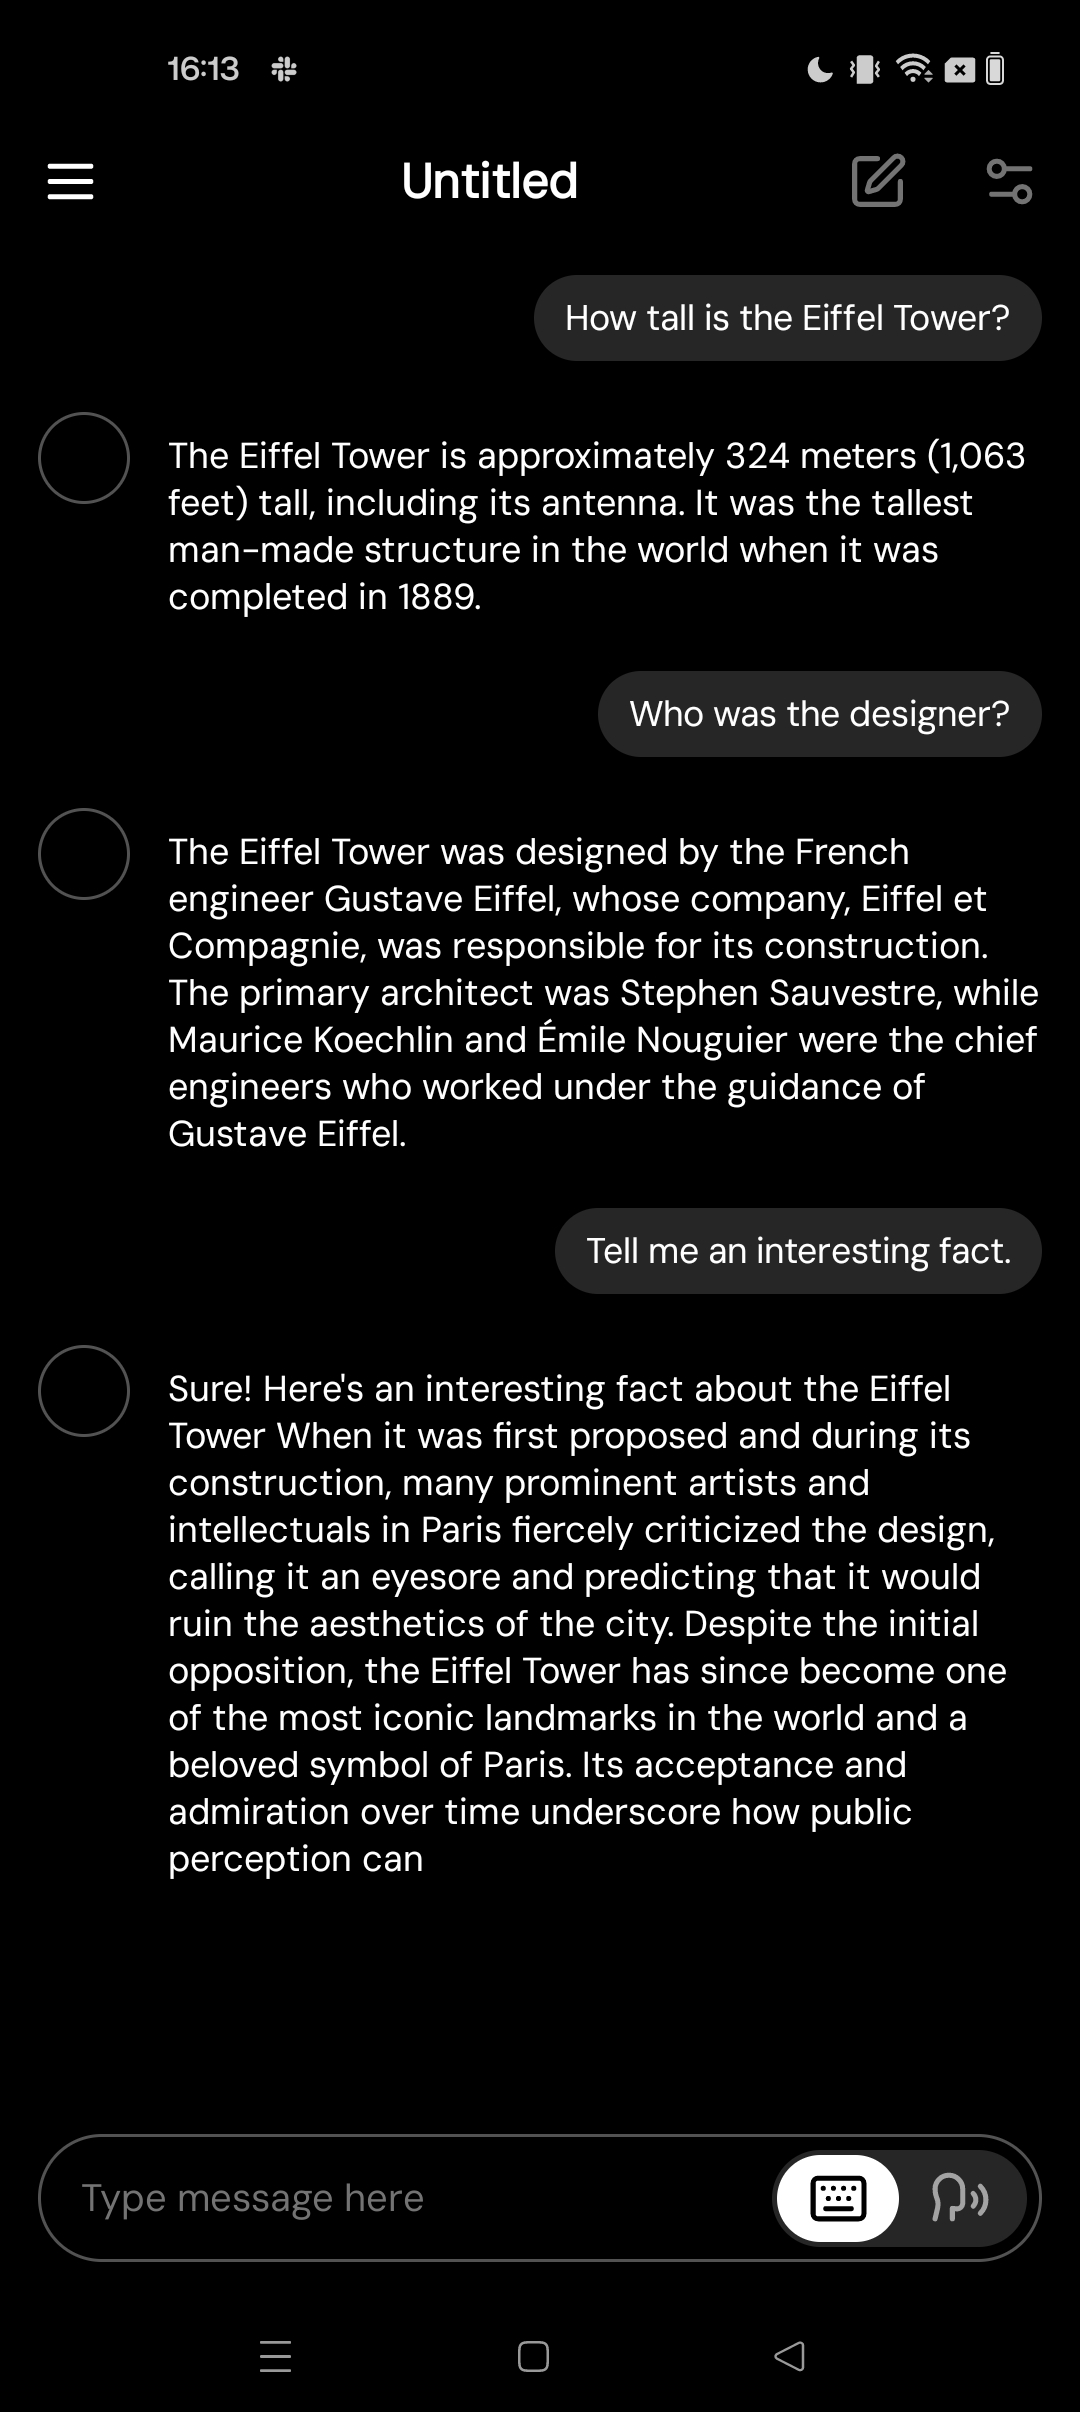 16:13
Untitled
How tall is the Eiffel Tower?
The Eiffel Tower is approximately 324 meters (1,063
feet) tall, including its antenna. It was the tallest
man-made structure in the world when it was
completed in 1889.
Who was the designer?
The Eiffel Tower was designed by the French
engineer Gustave Eiffel, whose company, Eiffel et
Compagnie, was responsible for its construction.
The primary architect was Stephen Sauvestre, while
Maurice Koechlin and Émile Nouguier were the chief
engineers who worked under the guidance of
Gustave Eiffel.
Tell me an interesting fact.
Sure! Here's an interesting fact about the Eiffel
Tower When it was first proposed and during its
construction, many prominent artists and
intellectuals in Paris fiercely criticized the design,
calling it an eyesore and predicting that it would
ruin the aesthetics of the city. Despite the initial
opposition, the Eiffel Tower has since become one
of the most iconic landmarks in the world and a
beloved symbol of Paris. Its acceptance and
admiration over time underscore how public
perception can
Type message here